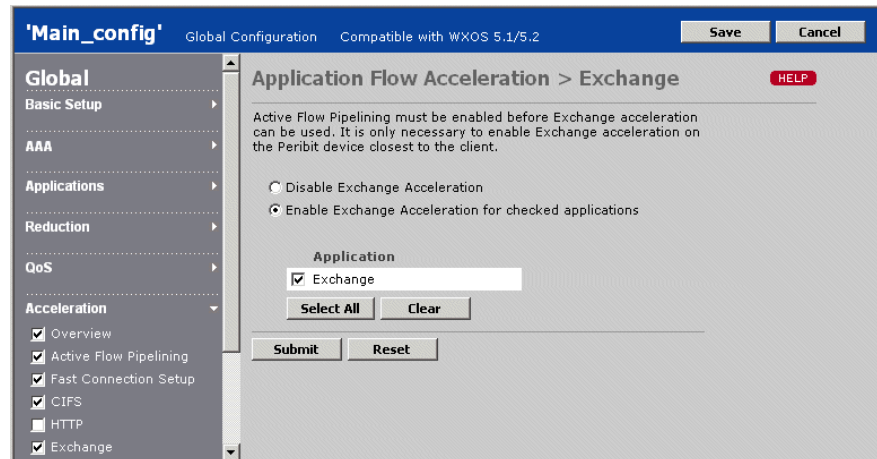 'Main_config' Global Configuration Compatible with WXOS 5.1/5.2 Save Cancel
Global
Basic Setup
AAA
Applications
Reduction
QoS
Acceleration
Overview
Active Flow Pipelining
Fast Connection Setup
CIFS
HTTP
Exchange
Application Flow Acceleration > Exchange HELP
Active Flow Pipelining must be enabled before Exchange acceleration
can be used. It is only necessary to enable Exchange acceleration on
the Peribit device closest to the client.
Disable Exchange Acceleration
Enable Exchange Acceleration for checked applications
Application
Exchange
Select All Clear
Submit Reset